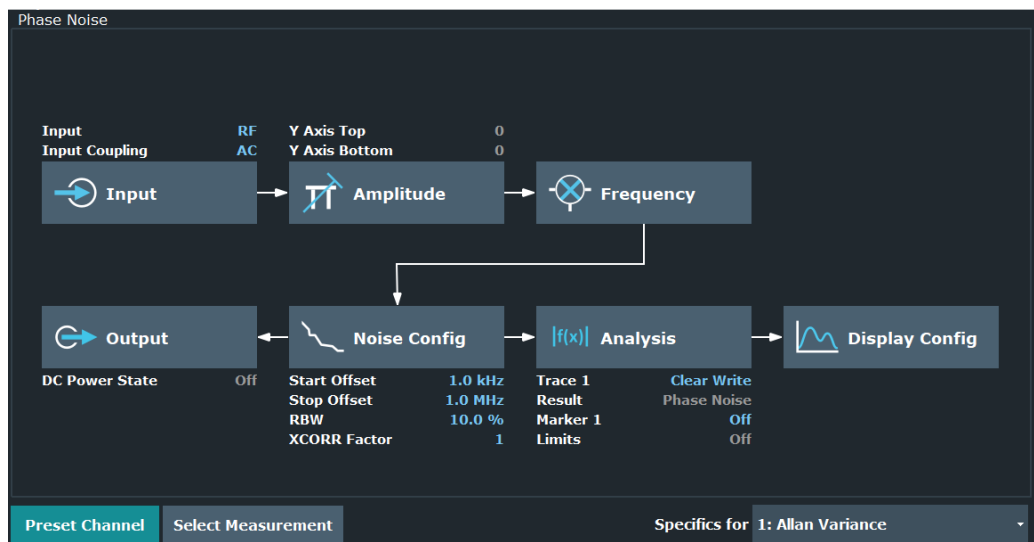 Phase Noise
Input RF Y Axis Top 0
Input Coupling AC Y Axis Bottom 0
Input Amplitude Frequency
Output Noise Config |f(x)| Analysis Display Config
DC Power State Off Start Offset 1.0 kHz Trace 1 Clear Write
Stop Offset 1.0 MHz Result Phase Noise
RBW 10.0 % Marker 1 Off
XCORR Factor 1 Limits Off
Preset Channel Select Measurement Specifics for 1: Allan Variance